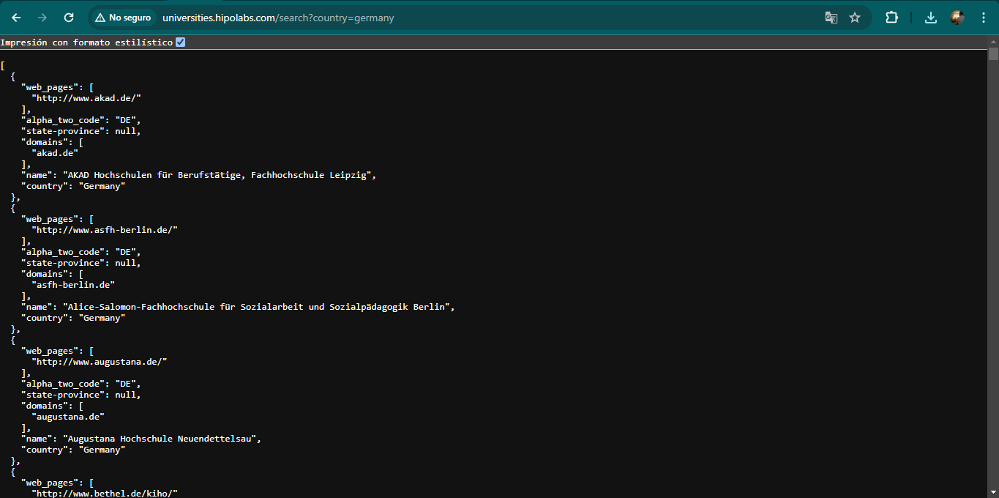 No seguro universities.hipolabs.com/search?country=germany
Impresión con formato estilístico
[
  {
    "web_pages": [
      "http://www.akad.de/"
    ],
    "alpha_two_code": "DE",
    "state-province": null,
    "domains": [
      "akad.de"
    ],
    "name": "AKAD Hochschulen für Berufstätige, Fachhochschule Leipzig",
    "country": "Germany"
  },
  {
    "web_pages": [
      "http://www.asfh-berlin.de/"
    ],
    "alpha_two_code": "DE",
    "state-province": null,
    "domains": [
      "asfh-berlin.de"
    ],
    "name": "Alice-Salomon-Fachhochschule für Sozialarbeit und Sozialpädagogik Berlin",
    "country": "Germany"
  },
  {
    "web_pages": [
      "http://www.augustana.de/"
    ],
    "alpha_two_code": "DE",
    "state-province": null,
    "domains": [
      "augustana.de"
    ],
    "name": "Augustana Hochschule Neuendettelsau",
    "country": "Germany"
  },
  {
    "web_pages": [
      "http://www.bethel.de/kiho/"